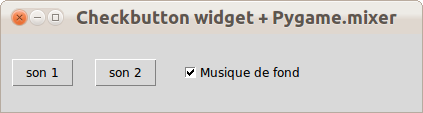 Checkbutton widget + Pygame.mixer
son 1 son 2 Musique de fond